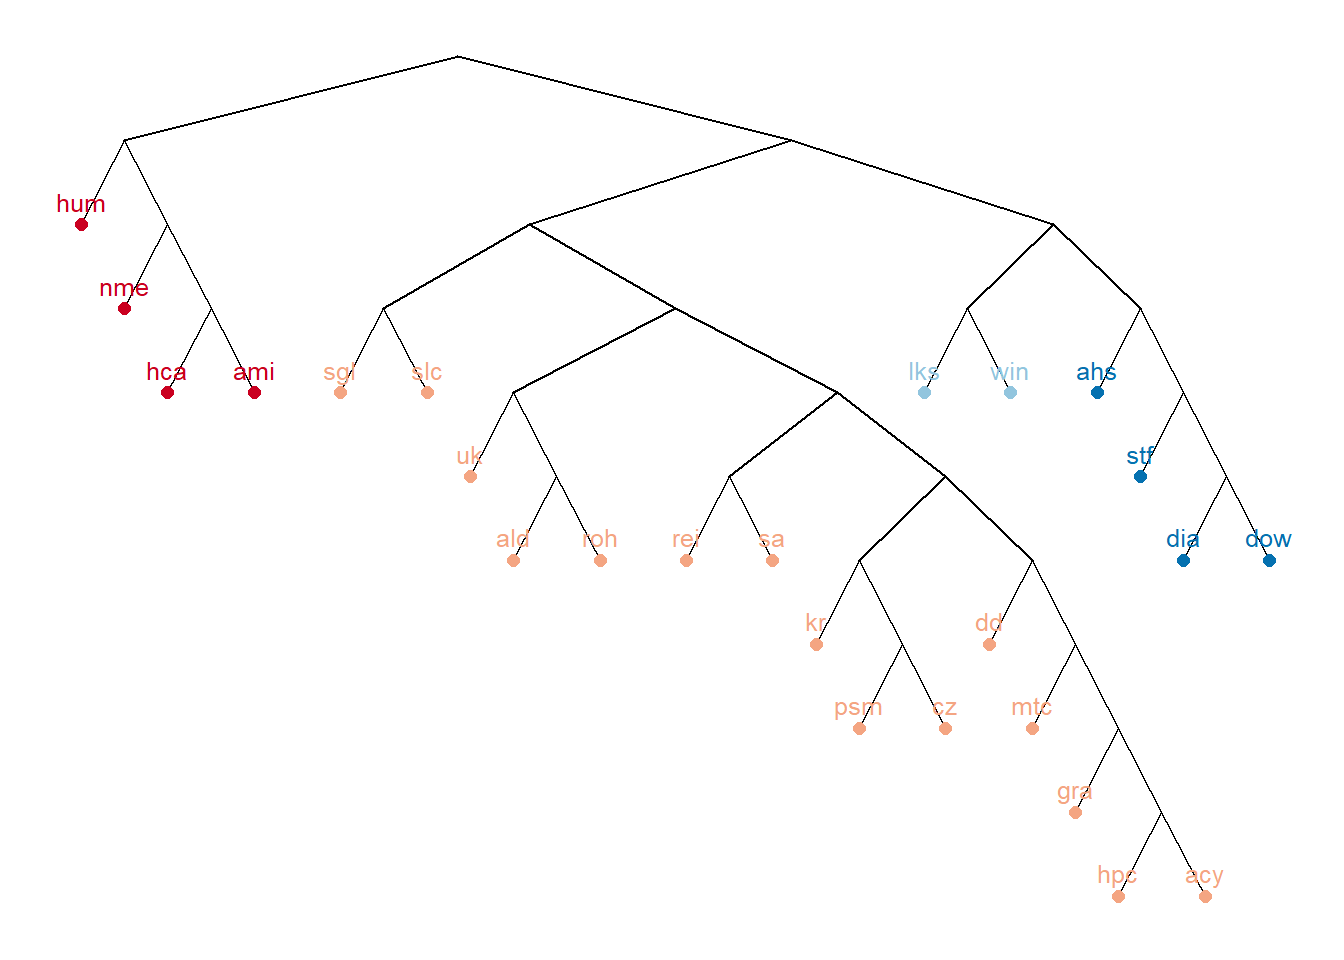 hum
nme
hca ami sgl slc lks win ahs
uk stf
ald roh rei sa dia dow
kr dd
psm cz mtc
gra
hpc acy